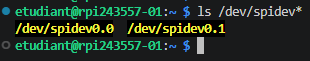 etudiant@rpi243557-01:~ $ ls /dev/spidev*
/dev/spidev0.0  /dev/spidev0.1
etudiant@rpi243557-01:~ $